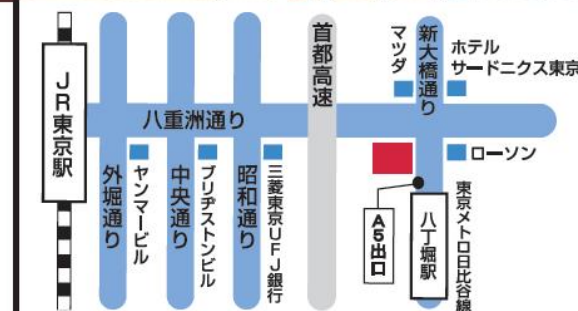 JR東京駅
八重洲通り
外堀通り
ヤンマービル
中央通り
ブリヂストンビル
昭和通り
三菱東京UFJ銀行
首都高速
マツダ
新大橋通り
ホテル
サードニクス東京
ローソン
A5出口
八丁堀駅
東京メトロ日比谷線